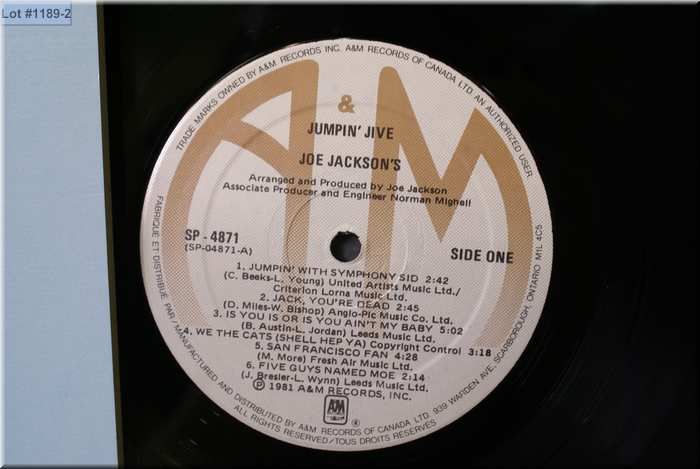 Lot #1189-2
TRADE MARKS OWNED BY A&M RECORDS INC. A&M RECORDS OF CANADA LTD. AN AUTHORIZED USER
&
JUMPIN' JIVE
JOE JACKSON'S
Arranged and Produced by Joe Jackson
Associate Producer and Engineer Norman Mighell
SP - 4871
(SP-04871-A)
SIDE ONE
1. JUMPIN' WITH SYMPHONY SID 2:42
(C. Beeks-L. Young) United Artists Music Ltd./
Criterion Lorna Music Ltd.
2. JACK, YOU'RE DEAD 2:45
(D. Miles-W. Bishop) Anglo-Pic Music Co. Ltd.
3. IS YOU IS OR IS YOU AIN'T MY BABY 5:02
(B. Austin-L. Jordan) Leeds Music Ltd.
4. WE THE CATS (SHELL HEP YA) Copyright Control 3:18
5. SAN FRANCISCO FAN 4:28
(M. More) Fresh Air Music Ltd.
6. FIVE GUYS NAMED MOE 2:14
(J. Bresler-L. Wynn) Leeds Music Ltd.
Ⓟ 1981 A&M RECORDS, INC.
A&M
®
FABRIQUE ET DISTRIBUÉ PAR / MANUFACTURED AND DISTRIBUTED BY A&M RECORDS OF CANADA LTD. 939 WARDEN AVE, SCARBOROUGH, ONTARIO M1L 4C5
ALL RIGHTS RESERVED/TOUS DROITS RESERVÉS